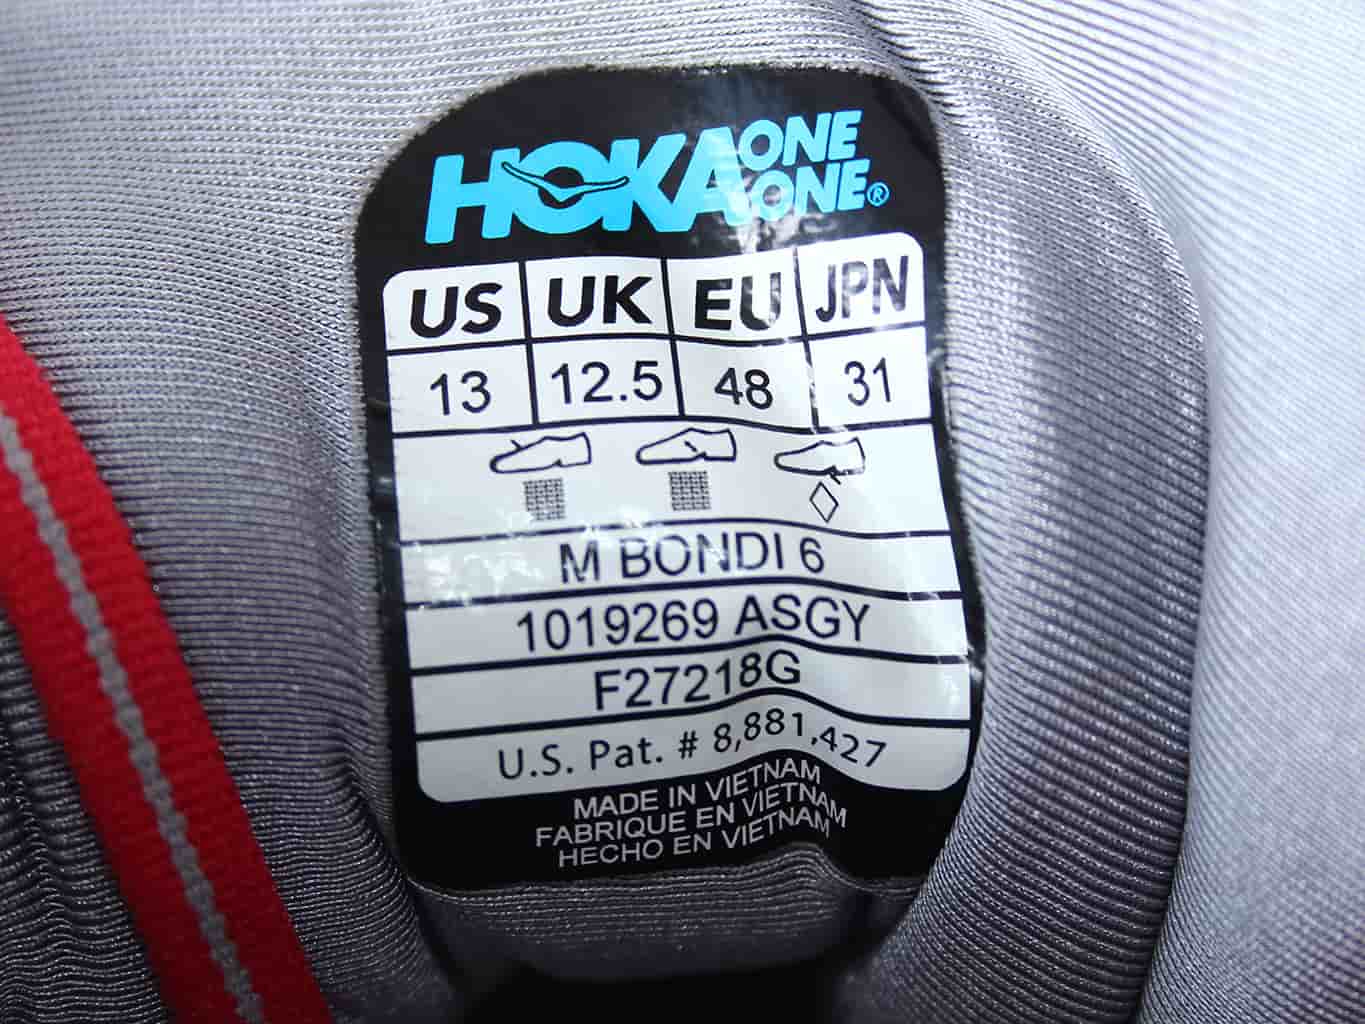 HOKA ONE ONE®
US UK EU JPN
13 12.5 48 31
M BONDI 6
1019269 ASGY
F27218G
U.S. Pat. # 8,881,427
MADE IN VIETNAM
FABRIQUE EN VIETNAM
HECHO EN VIETNAM